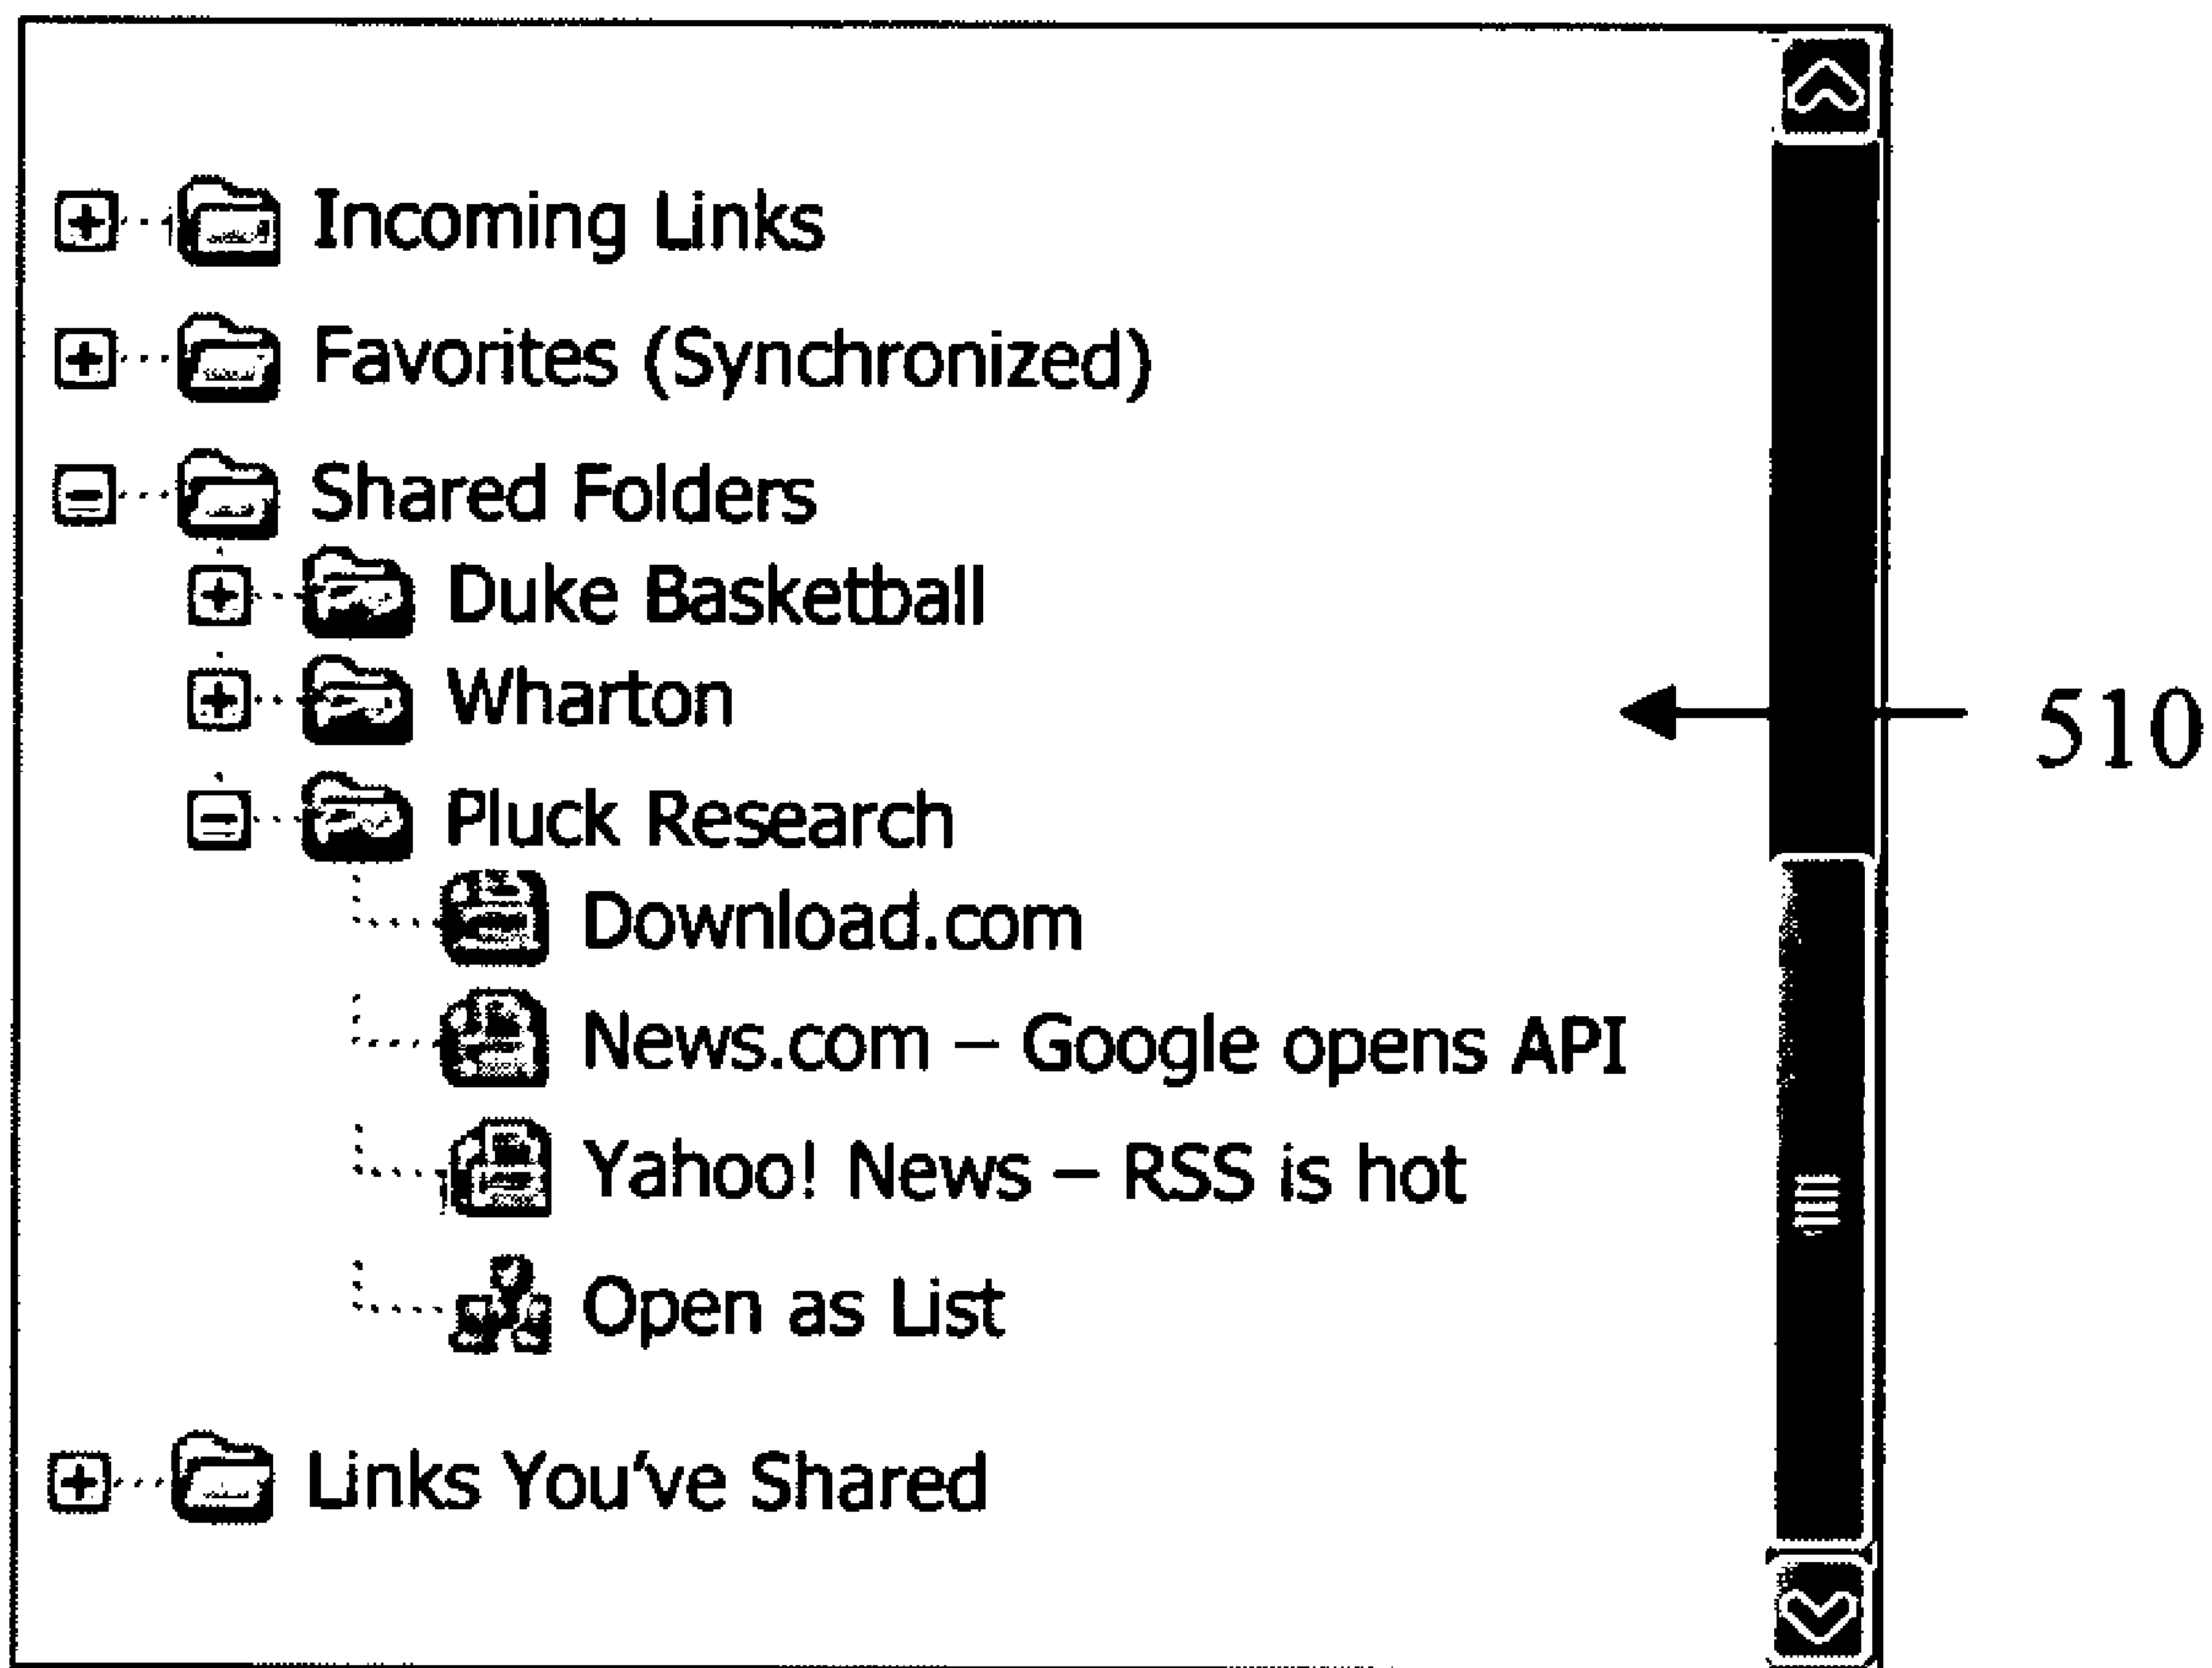 Incoming Links
Favorites (Synchronized)
Shared Folders
Duke Basketball
Wharton
510
Pluck Research
Download.com
News.com – Google opens API
Yahoo! News – RSS is hot
Open as List
Links You've Shared